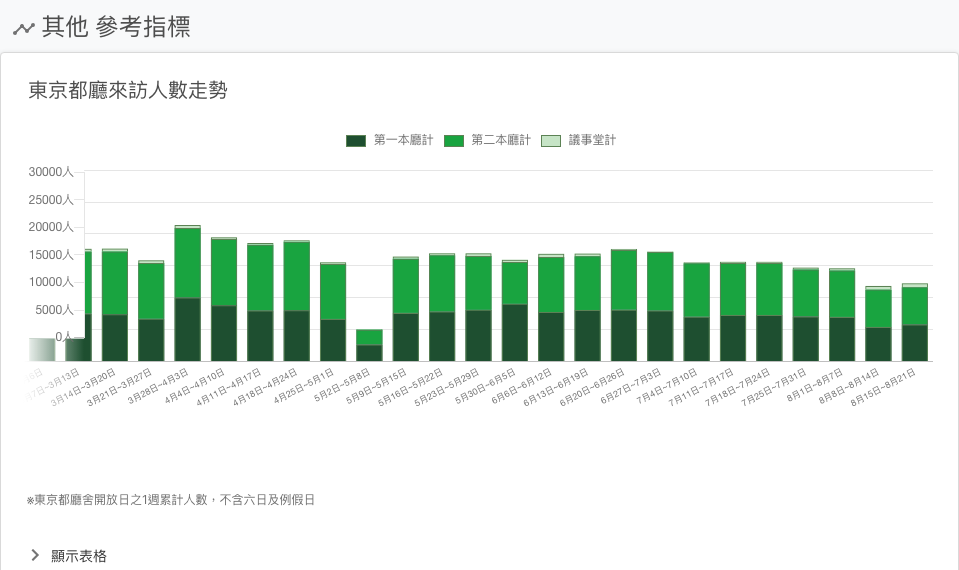 其他 參考指標
東京都廳來訪人數走勢
第一本廳計 第二本廳計 議事堂計
30000人
25000人
20000人
15000人
10000人
5000人
0人
3月13日
3月14日~3月20日
3月21日~3月27日
3月28日~4月3日
4月4日~4月10日
4月11日~4月17日
4月18日~4月24日
4月25日~5月1日
5月2日~5月8日
5月9日~5月15日
5月16日~5月22日
5月23日~5月29日
5月30日~6月5日
6月6日~6月12日
6月13日~6月19日
6月20日~6月26日
6月27日~7月3日
7月4日~7月10日
7月11日~7月17日
7月18日~7月24日
7月25日~7月31日
8月1日~8月7日
8月8日~8月14日
8月15日~8月21日
※東京都廳舍開放日之1週累計人數，不含六日及例假日
顯示表格